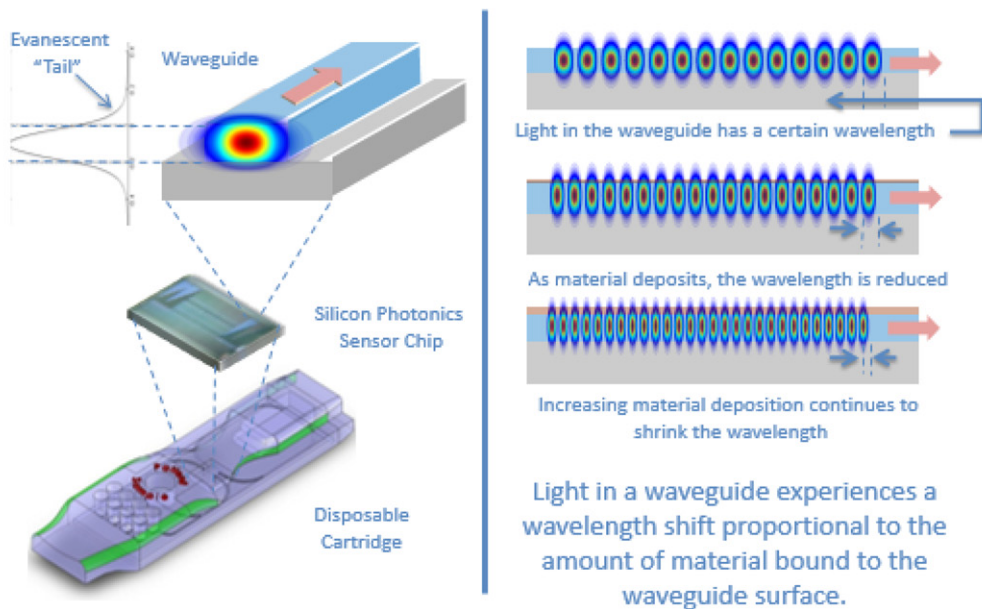 Evanescent
"Tail"
Waveguide
Silicon Photonics
Sensor Chip
Disposable
Cartridge
Light in the waveguide has a certain wavelength
As material deposits, the wavelength is reduced
Increasing material deposition continues to
shrink the wavelength
Light in a waveguide experiences a
wavelength shift proportional to the
amount of material bound to the
waveguide surface.